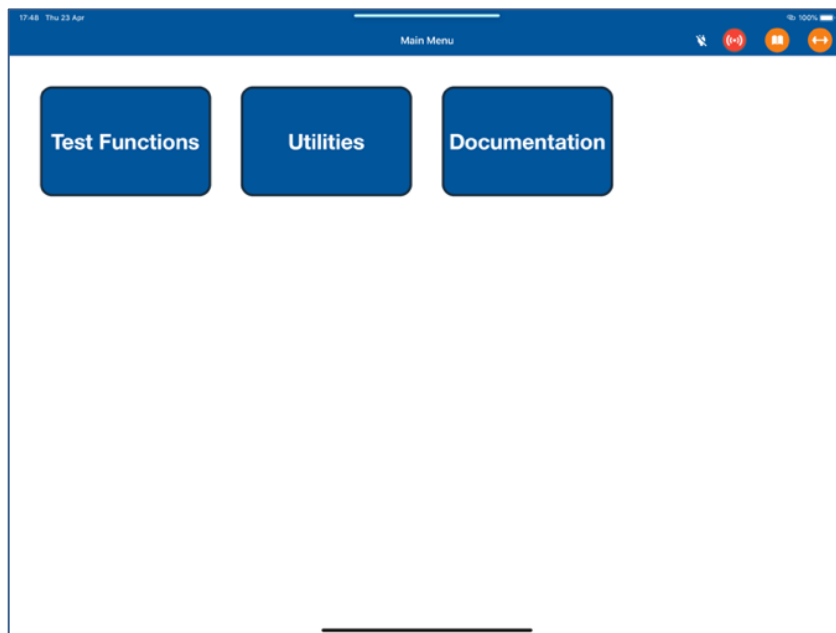 17:48 Thu 23 Apr
100%
Main Menu
Test Functions
Utilities
Documentation